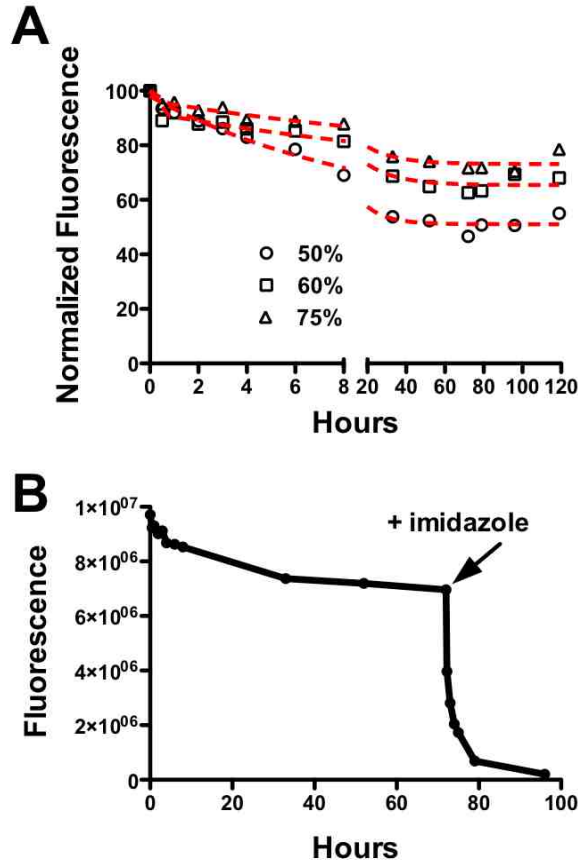 A
Normalized Fluorescence
100
80
60
40
20
0
50%
60%
75%
0 2 4 6 8 20 40 60 80 100 120
Hours
B
Fluorescence
1×10⁰⁷
8×10⁰⁶
6×10⁰⁶
4×10⁰⁶
2×10⁰⁶
0
+ imidazole
0 20 40 60 80 100
Hours